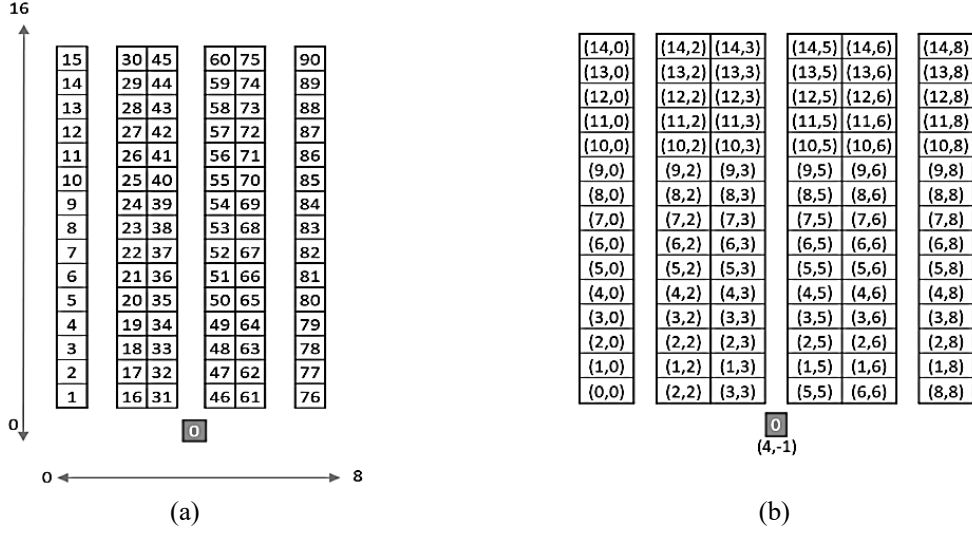 16
15 30 45 60 75 90
14 29 44 59 74 89
13 28 43 58 73 88
12 27 42 57 72 87
11 26 41 56 71 86
10 25 40 55 70 85
9 24 39 54 69 84
8 23 38 53 68 83
7 22 37 52 67 82
6 21 36 51 66 81
5 20 35 50 65 80
4 19 34 49 64 79
3 18 33 48 63 78
2 17 32 47 62 77
1 16 31 46 61 76
0
0
0 8
(a)
(14,0) (14,2) (14,3) (14,5) (14,6) (14,8)
(13,0) (13,2) (13,3) (13,5) (13,6) (13,8)
(12,0) (12,2) (12,3) (12,5) (12,6) (12,8)
(11,0) (11,2) (11,3) (11,5) (11,6) (11,8)
(10,0) (10,2) (10,3) (10,5) (10,6) (10,8)
(9,0) (9,2) (9,3) (9,5) (9,6) (9,8)
(8,0) (8,2) (8,3) (8,5) (8,6) (8,8)
(7,0) (7,2) (7,3) (7,5) (7,6) (7,8)
(6,0) (6,2) (6,3) (6,5) (6,6) (6,8)
(5,0) (5,2) (5,3) (5,5) (5,6) (5,8)
(4,0) (4,2) (4,3) (4,5) (4,6) (4,8)
(3,0) (3,2) (3,3) (3,5) (3,6) (3,8)
(2,0) (2,2) (2,3) (2,5) (2,6) (2,8)
(1,0) (1,2) (1,3) (1,5) (1,6) (1,8)
(0,0) (2,2) (3,3) (5,5) (6,6) (8,8)
0
(4,-1)
(b)